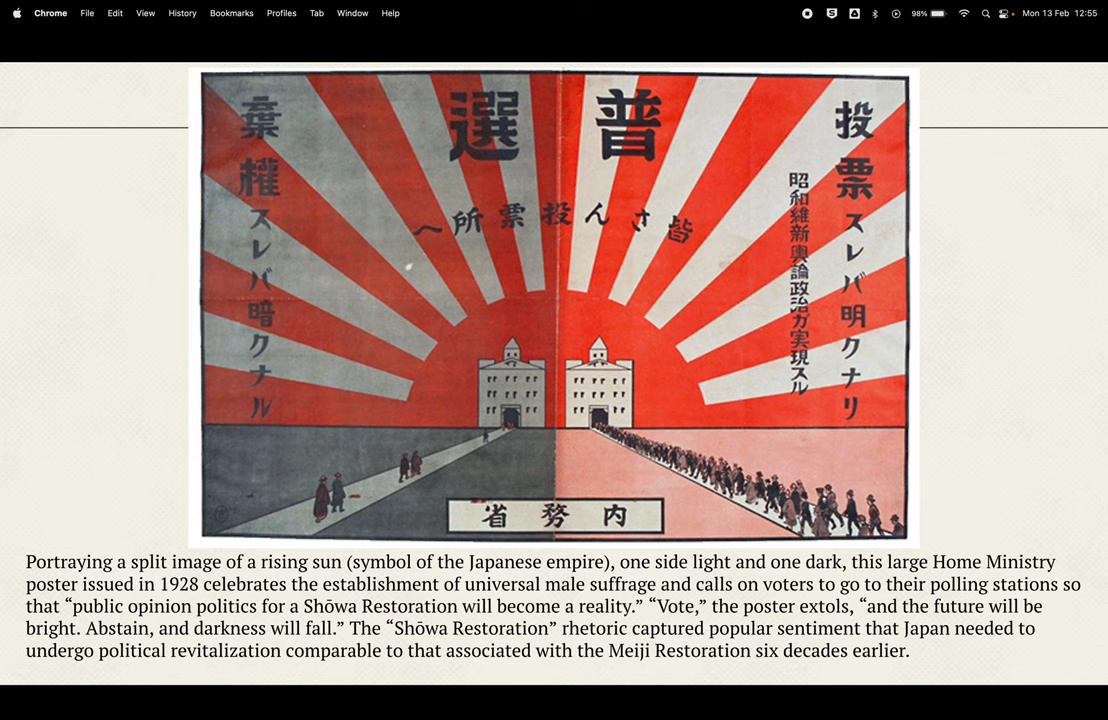 Chrome File Edit View History Bookmarks Profiles Tab Window Help
98% Mon 13 Feb 12:55
普選
投票スレバ明クナリ
昭和維新輿論政治ガ実現スル
皆さん投票所へ
棄權スレバ暗クナル
内務省
Portraying a split image of a rising sun (symbol of the Japanese empire), one side light and one dark, this large Home Ministry
poster issued in 1928 celebrates the establishment of universal male suffrage and calls on voters to go to their polling stations so
that “public opinion politics for a Shōwa Restoration will become a reality.” “Vote,” the poster extols, “and the future will be
bright. Abstain, and darkness will fall.” The “Shōwa Restoration” rhetoric captured popular sentiment that Japan needed to
undergo political revitalization comparable to that associated with the Meiji Restoration six decades earlier.